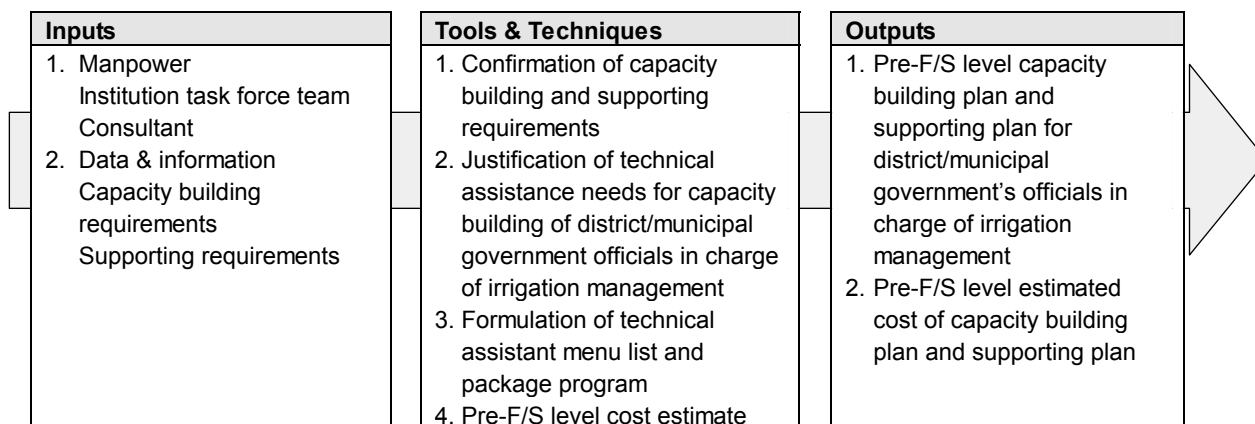 Inputs
1. Manpower
Institution task force team
Consultant
2. Data & information
Capacity building
requirements
Supporting requirements
Tools & Techniques
1. Confirmation of capacity
building and supporting
requirements
2. Justification of technical
assistance needs for capacity
building of district/municipal
government officials in charge
of irrigation management
3. Formulation of technical
assistant menu list and
package program
4. Pre-F/S level cost estimate
Outputs
1. Pre-F/S level capacity
building plan and
supporting plan for
district/municipal
government’s officials in
charge of irrigation
management
2. Pre-F/S level estimated
cost of capacity building
plan and supporting plan